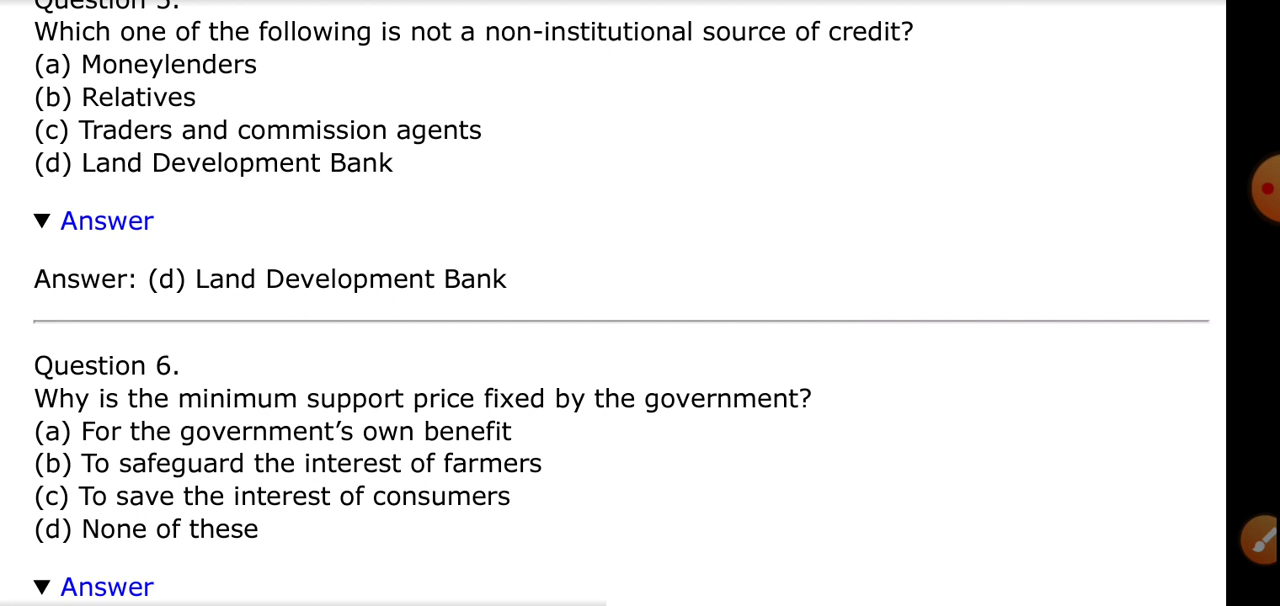 Question 5.
Which one of the following is not a non-institutional source of credit?
(a) Moneylenders
(b) Relatives
(c) Traders and commission agents
(d) Land Development Bank
▼ Answer
Answer: (d) Land Development Bank
Question 6.
Why is the minimum support price fixed by the government?
(a) For the government’s own benefit
(b) To safeguard the interest of farmers
(c) To save the interest of consumers
(d) None of these
▼ Answer